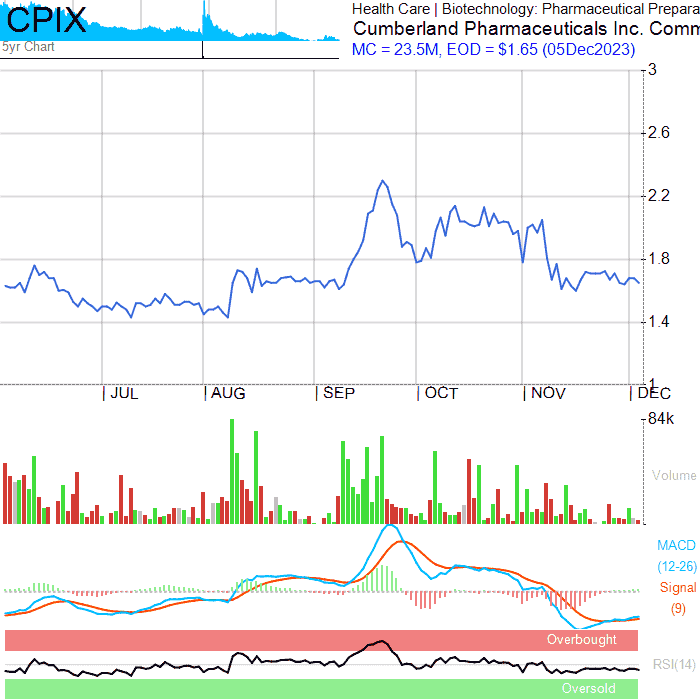 CPIX
5yr Chart
Health Care | Biotechnology: Pharmaceutical Prepara
Cumberland Pharmaceuticals Inc. Comm
MC = 23.5M, EOD = $1.65 (05Dec2023)
3
2.6
2.2
1.8
1.4
1
JUL AUG SEP OCT NOV DEC
84k
Volume
MACD
(12-26)
Signal
(9)
Overbought
RSI(14)
Oversold